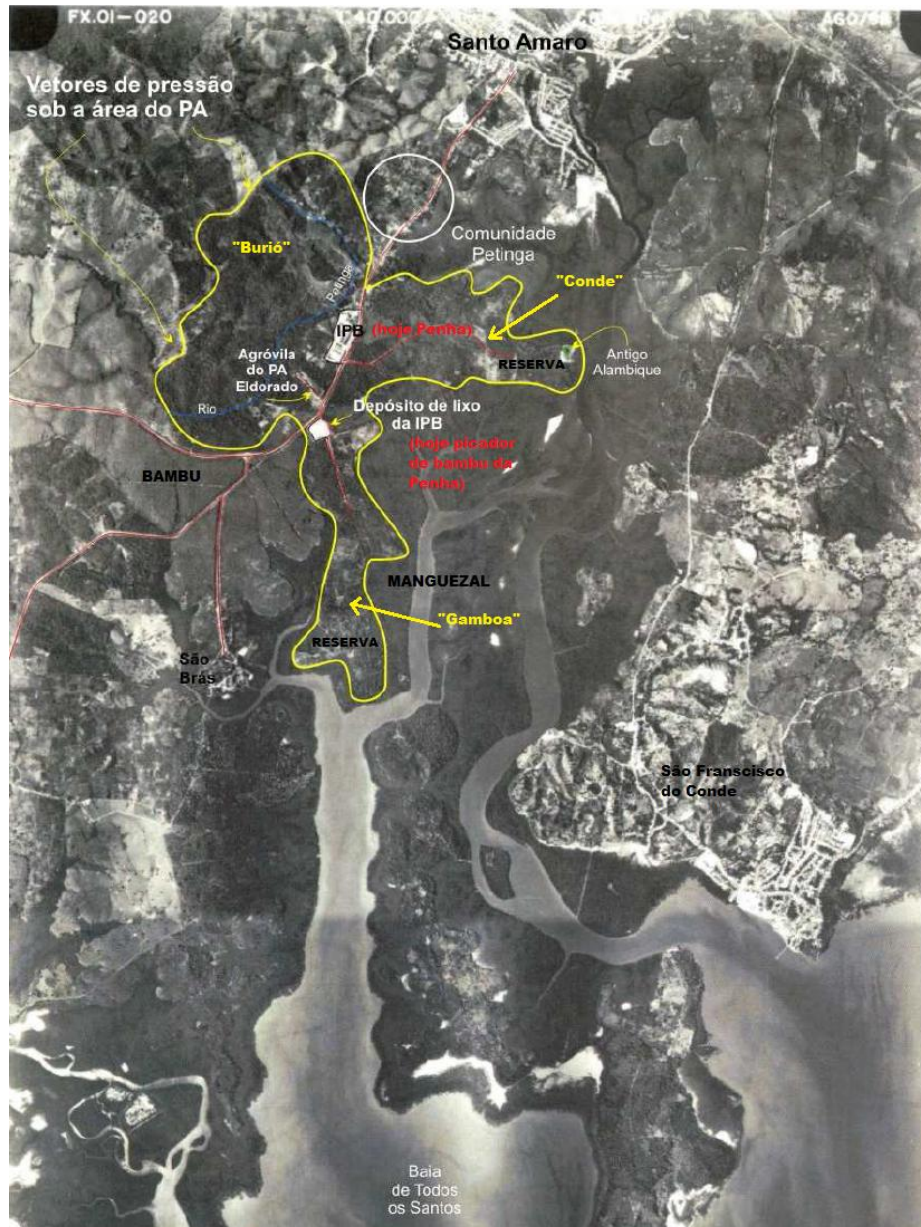 FX.01-020
AGO/98
Santo Amaro
Vetores de pressão
sob a área do PA
"Burió"
Comunidade
Petinga
Petinga
"Conde"
IPB (hoje Penha)
RESERVA
Antigo
Alambique
Agróvila
do PA
Eldorado
Rio
Depósito de lixo
da IPB
(hoje picador
de bambu da
Penha)
BAMBU
MANGUEZAL
"Gamboa"
RESERVA
São
Brás
São Franscisco
do Conde
Baia
de Todos
os Santos